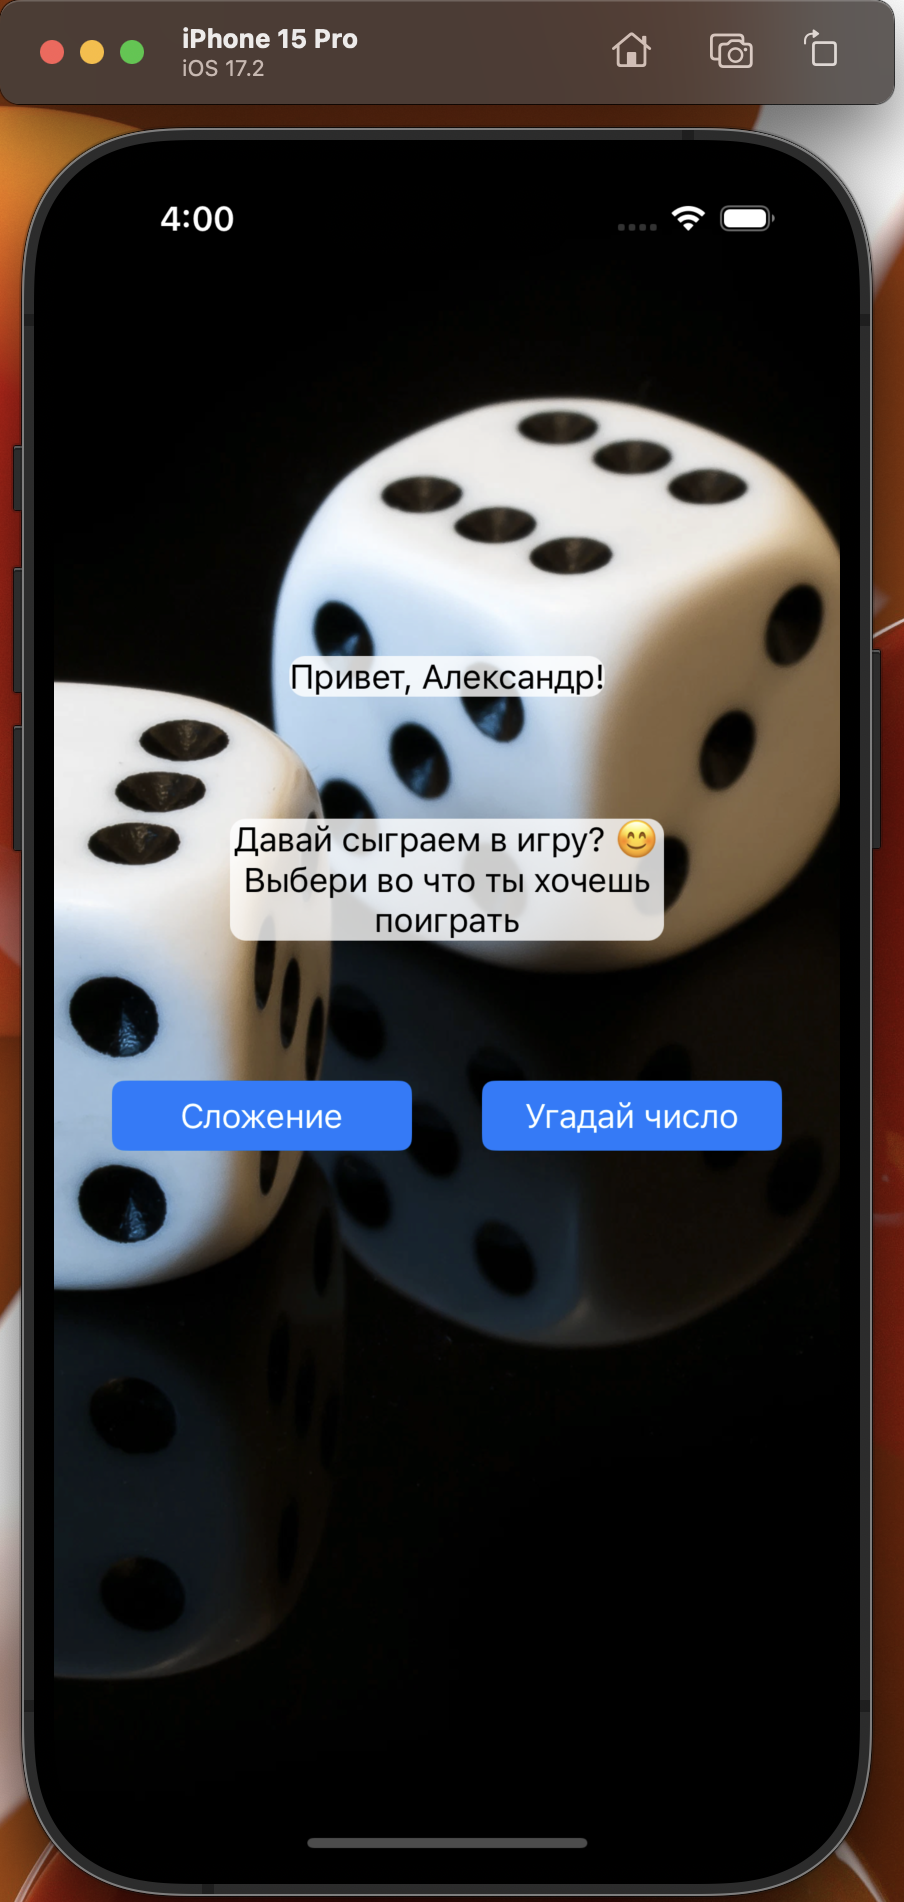 iPhone 15 Pro
iOS 17.2
4:00
Привет, Александр!
Давай сыграем в игру? 😊
Выбери во что ты хочешь
поиграть
Сложение
Угадай число